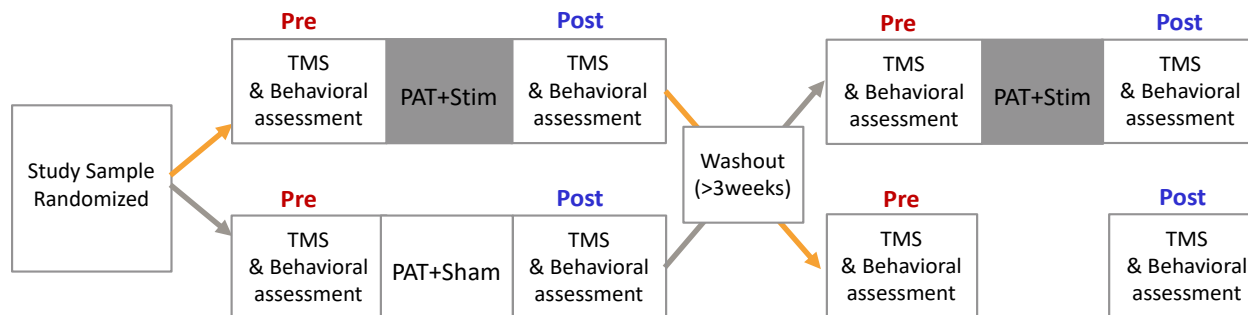 Pre
Post
TMS
& Behavioral
assessment
PAT+Stim
TMS
& Behavioral
assessment
Pre
Post
TMS
& Behavioral
assessment
PAT+Stim
TMS
& Behavioral
assessment
Study Sample
Randomized
Washout
(>3weeks)
Pre
Post
TMS
& Behavioral
assessment
PAT+Sham
TMS
& Behavioral
assessment
Pre
Post
TMS
& Behavioral
assessment
TMS
& Behavioral
assessment